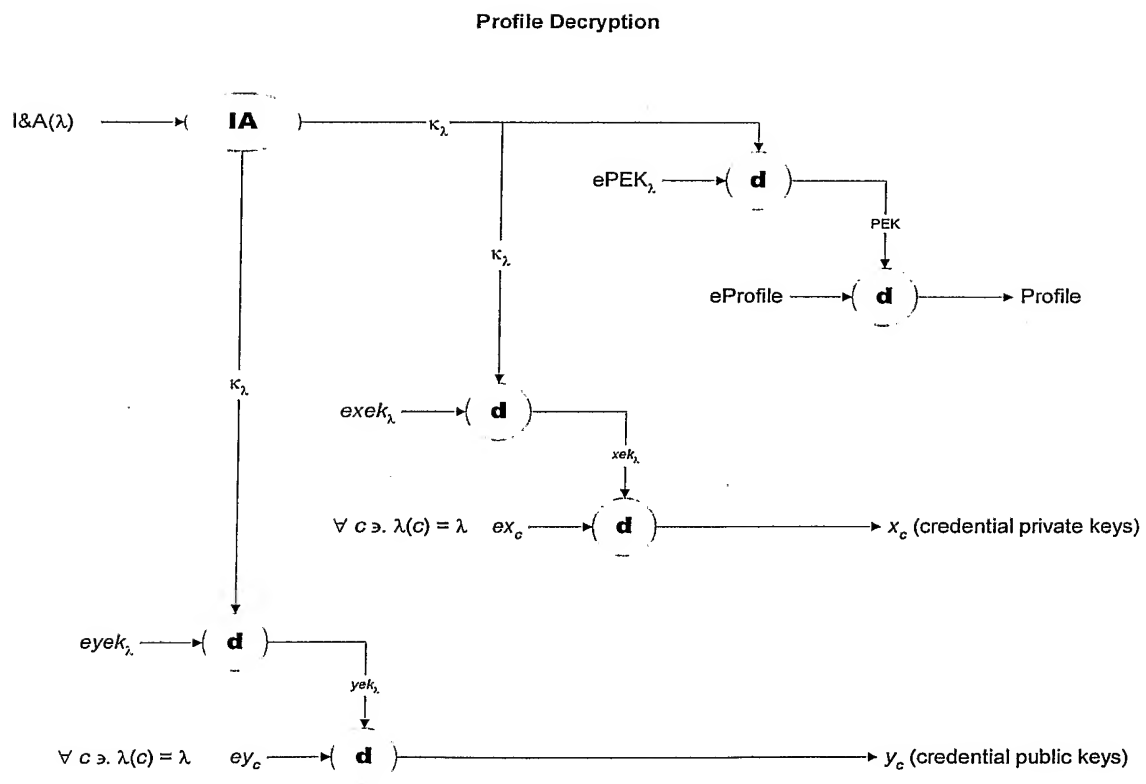 Profile Decryption
I&A(λ) IA κλ
ePEKλ d
PEK
κλ
eProfile d Profile
κλ
exekλ d
xekλ
∀ c э. λ(c) = λ exc d xc (credential private keys)
eyekλ d
yekλ
∀ c э. λ(c) = λ eyc d yc (credential public keys)